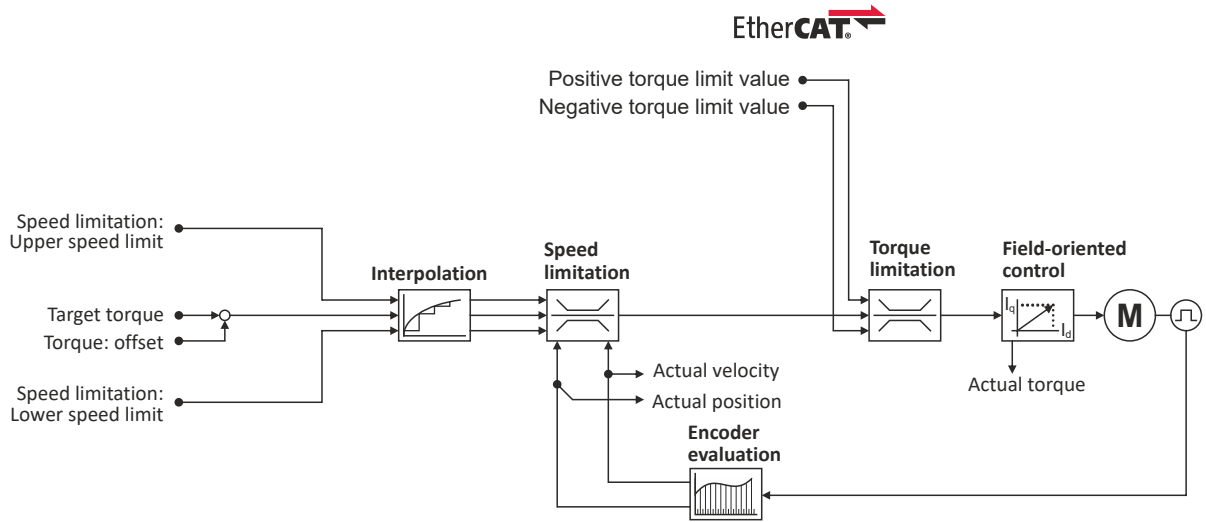 EtherCAT®
Positive torque limit value
Negative torque limit value
Speed limitation:
Upper speed limit
Interpolation
Speed
limitation
Torque
limitation
Field-oriented
control
Target torque
Torque: offset
Iq
Id
M
Speed limitation:
Lower speed limit
Actual velocity
Actual position
Actual torque
Encoder
evaluation